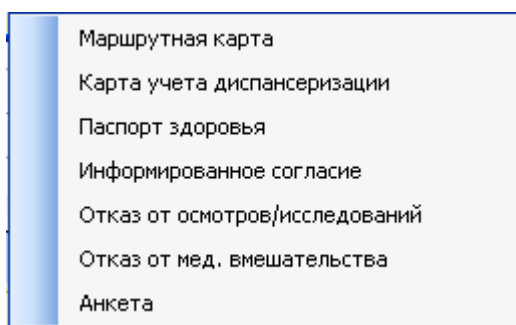 Маршрутная карта
Карта учета диспансеризации
Паспорт здоровья
Информированное согласие
Отказ от осмотров/исследований
Отказ от мед. вмешательства
Анкета